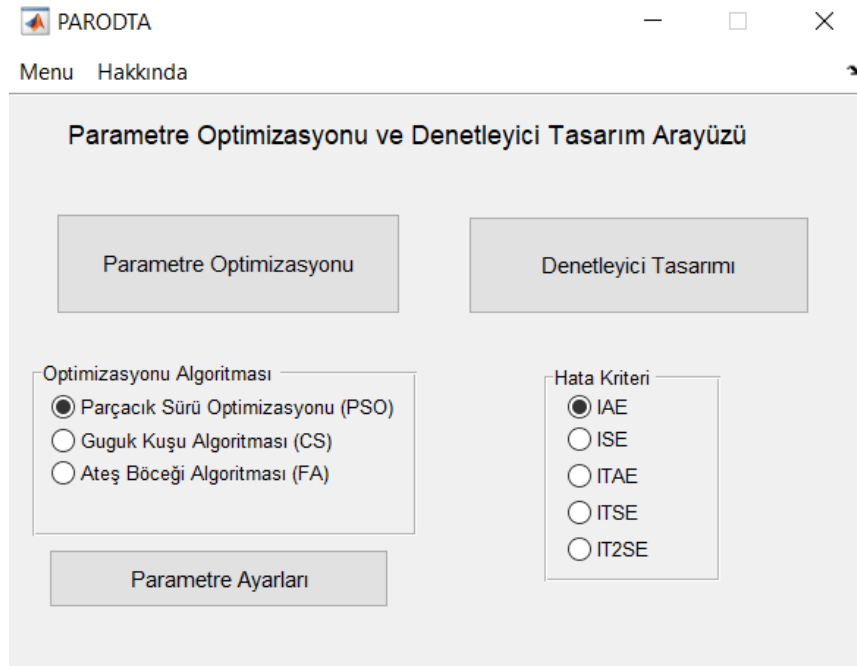 PARODTA
Menu Hakkında
Parametre Optimizasyonu ve Denetleyici Tasarım Arayüzü
Parametre Optimizasyonu
Denetleyici Tasarımı
Optimizasyonu Algoritması
Parçacık Sürü Optimizasyonu (PSO)
Guguk Kuşu Algoritması (CS)
Ateş Böceği Algoritması (FA)
Parametre Ayarları
Hata Kriteri
IAE
ISE
ITAE
ITSE
IT2SE